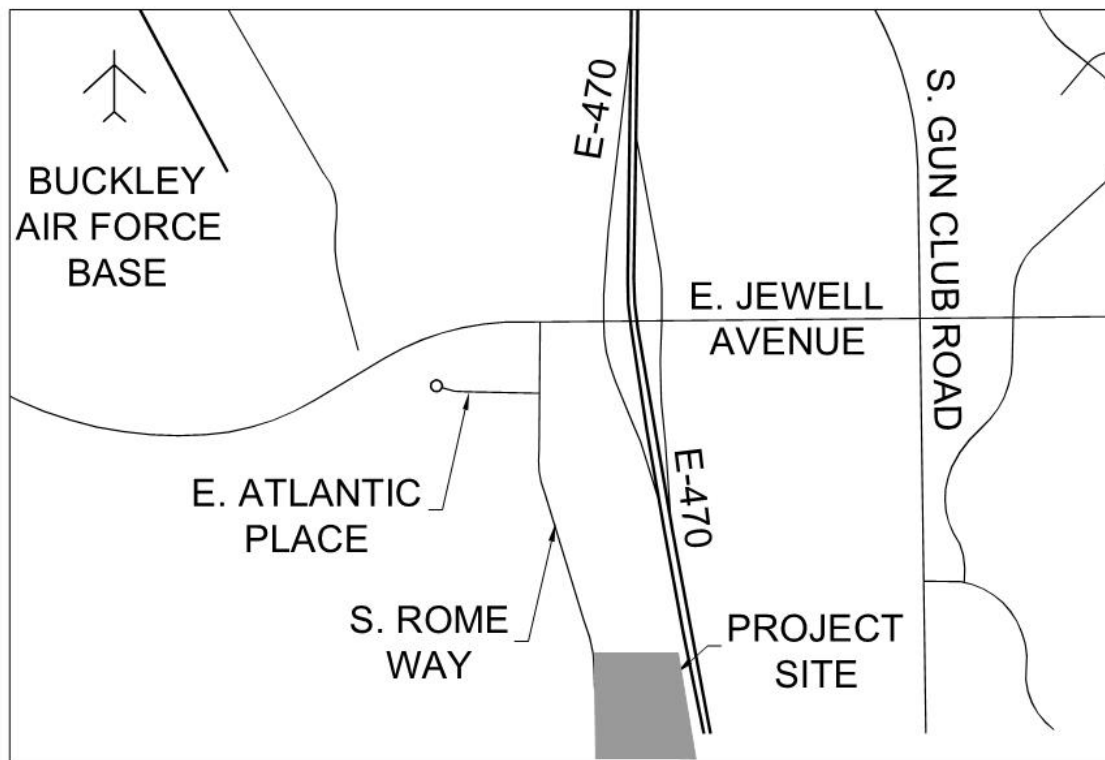 E-470
S. GUN CLUB ROAD
BUCKLEY
AIR FORCE
BASE
E. JEWELL
AVENUE
E. ATLANTIC
PLACE
E-470
S. ROME
WAY
PROJECT
SITE